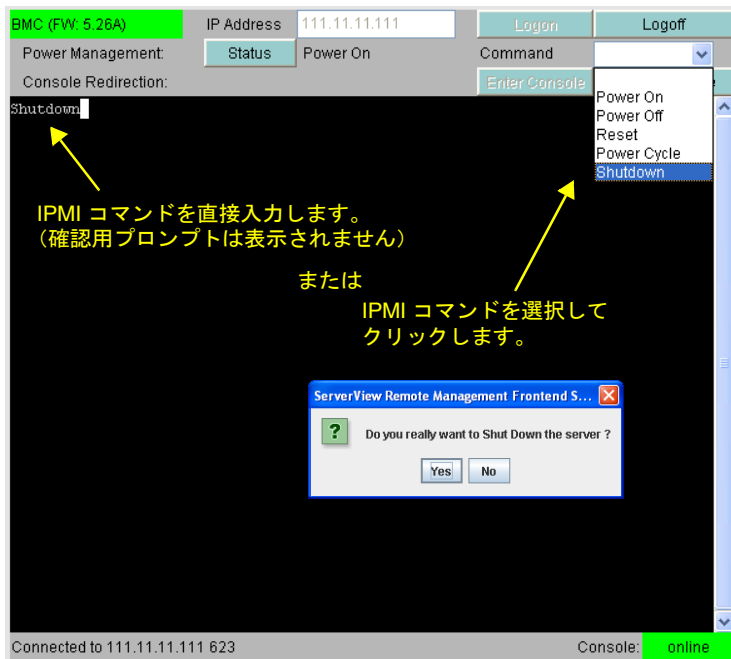 BMC (FW: 5.26A) IP Address 111.11.11.111 Logon Logoff
Power Management: Status Power On Command
Console Redirection: Enter Console
Power On
Power Off
Reset
Power Cycle
Shutdown
Shutdown
IPMI コマンドを直接入力します。
（確認用プロンプトは表示されません）
または
IPMI コマンドを選択して
クリックします。
ServerView Remote Management Frontend S...
Do you really want to Shut Down the server ?
Yes No
Connected to 111.11.11.111 623 Console: online